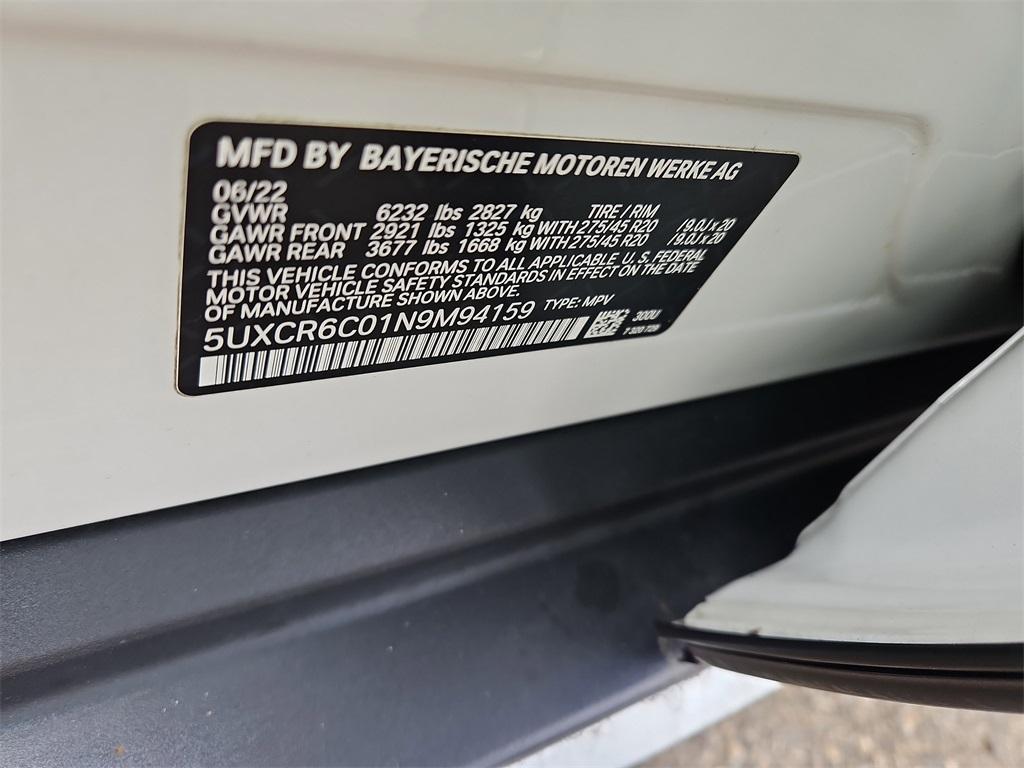 MFD BY BAYERISCHE MOTOREN WERKE AG
06/22
GVWR 6232 lbs 2827 kg TIRE / RIM
GAWR FRONT 2921 lbs 1325 kg WITH 275/45 R20 /9.0J x 20
GAWR REAR 3677 lbs 1668 kg WITH 275/45 R20 /9.0J x 20
THIS VEHICLE CONFORMS TO ALL APPLICABLE U.S. FEDERAL
MOTOR VEHICLE SAFETY STANDARDS IN EFFECT ON THE DATE
OF MANUFACTURE SHOWN ABOVE.
5UXCR6C01N9M94159 TYPE: MPV
300U